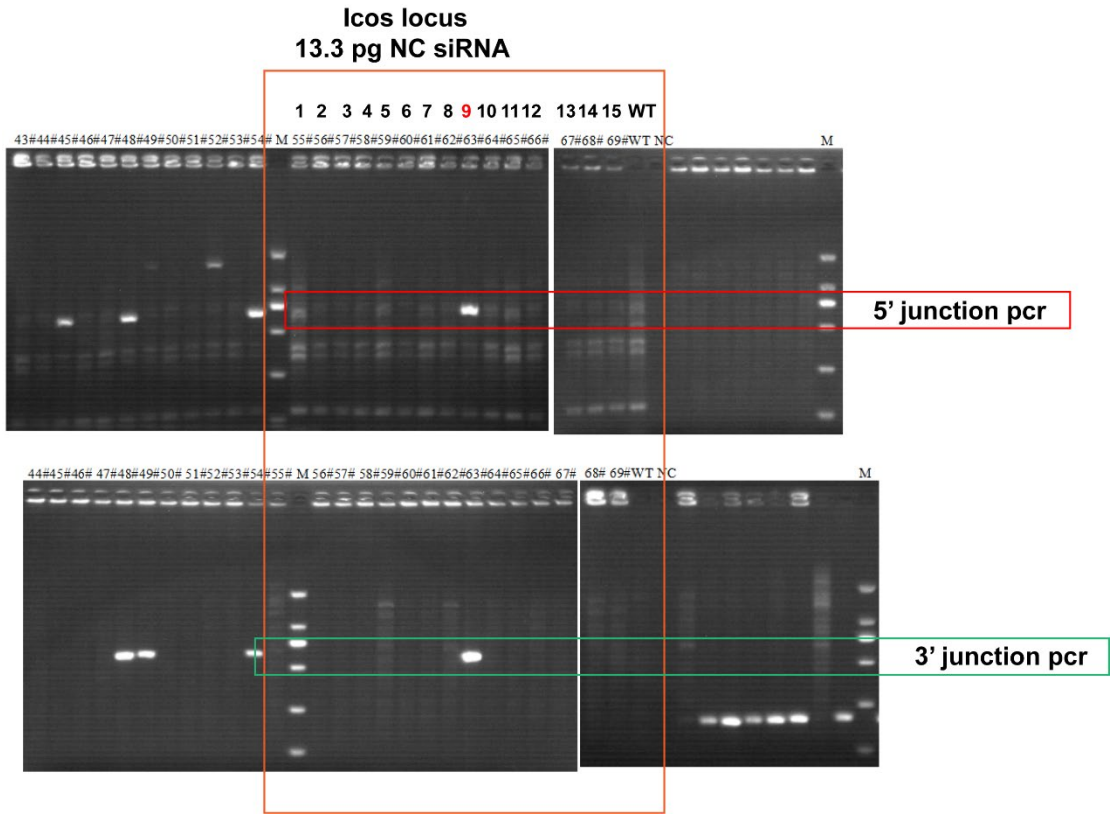 Icos locus
13.3 pg NC siRNA
1 2 3 4 5 6 7 8 9 10 11 12 13 14 15 WT
43#44#45#46#47#48#49#50#51#52#53#54# M 55#56#57#58#59#60#61#62#63#64#65#66# 67#68# 69#WT NC M
5’ junction pcr
44#45#46# 47#48#49#50# 51#52#53#54#55# M 56#57# 58#59#60#61#62#63#64#65#66# 67# 68# 69#WT NC M
3’ junction pcr